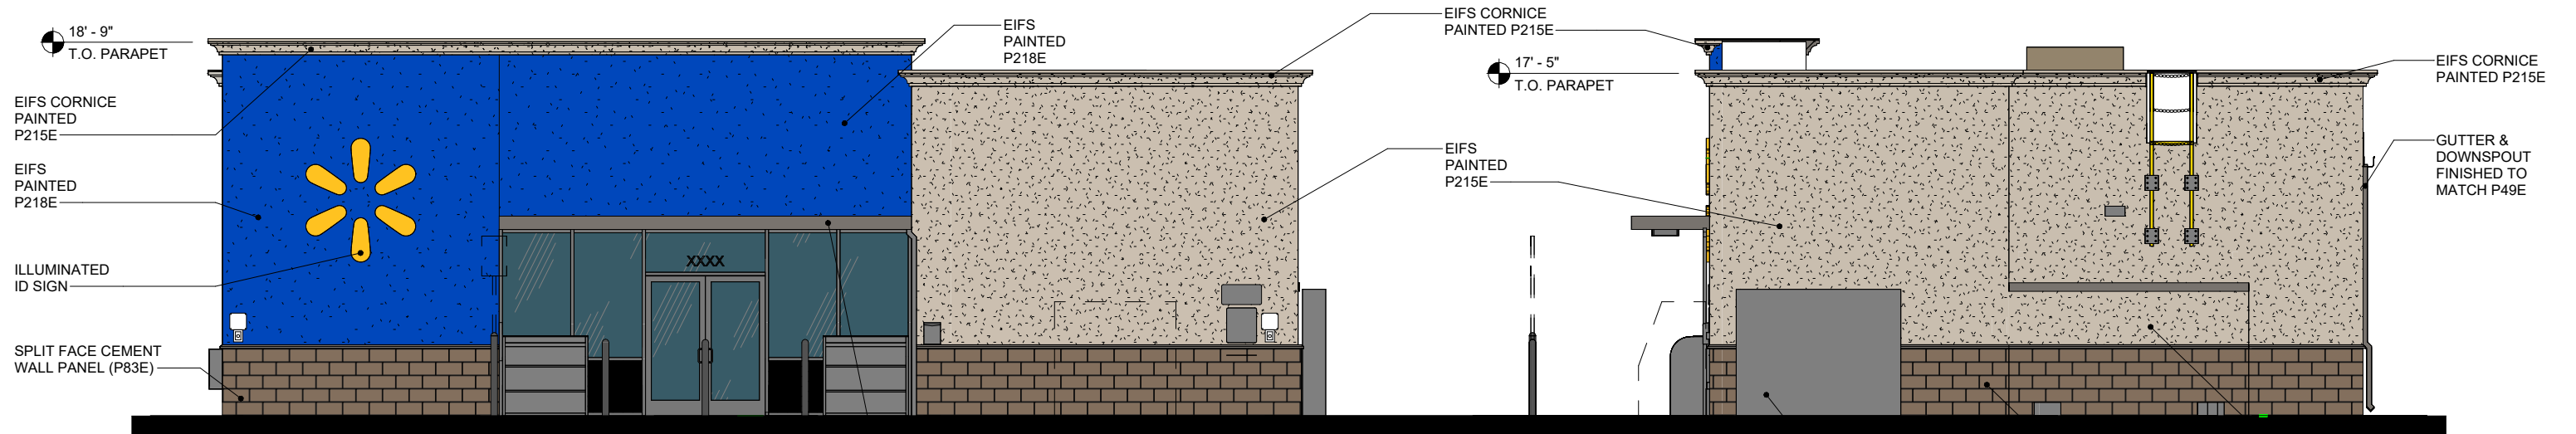 18' - 9"
T.O. PARAPET
EIFS CORNICE
PAINTED
P215E
EIFS
PAINTED
P218E
ILLUMINATED
ID SIGN
SPLIT FACE CEMENT
WALL PANEL (P83E)
EIFS
PAINTED
P218E
XXXX
EIFS CORNICE
PAINTED P215E
17' - 5"
T.O. PARAPET
EIFS
PAINTED
P215E
EIFS CORNICE
PAINTED P215E
GUTTER &
DOWNSPOUT
FINISHED TO
MATCH P49E